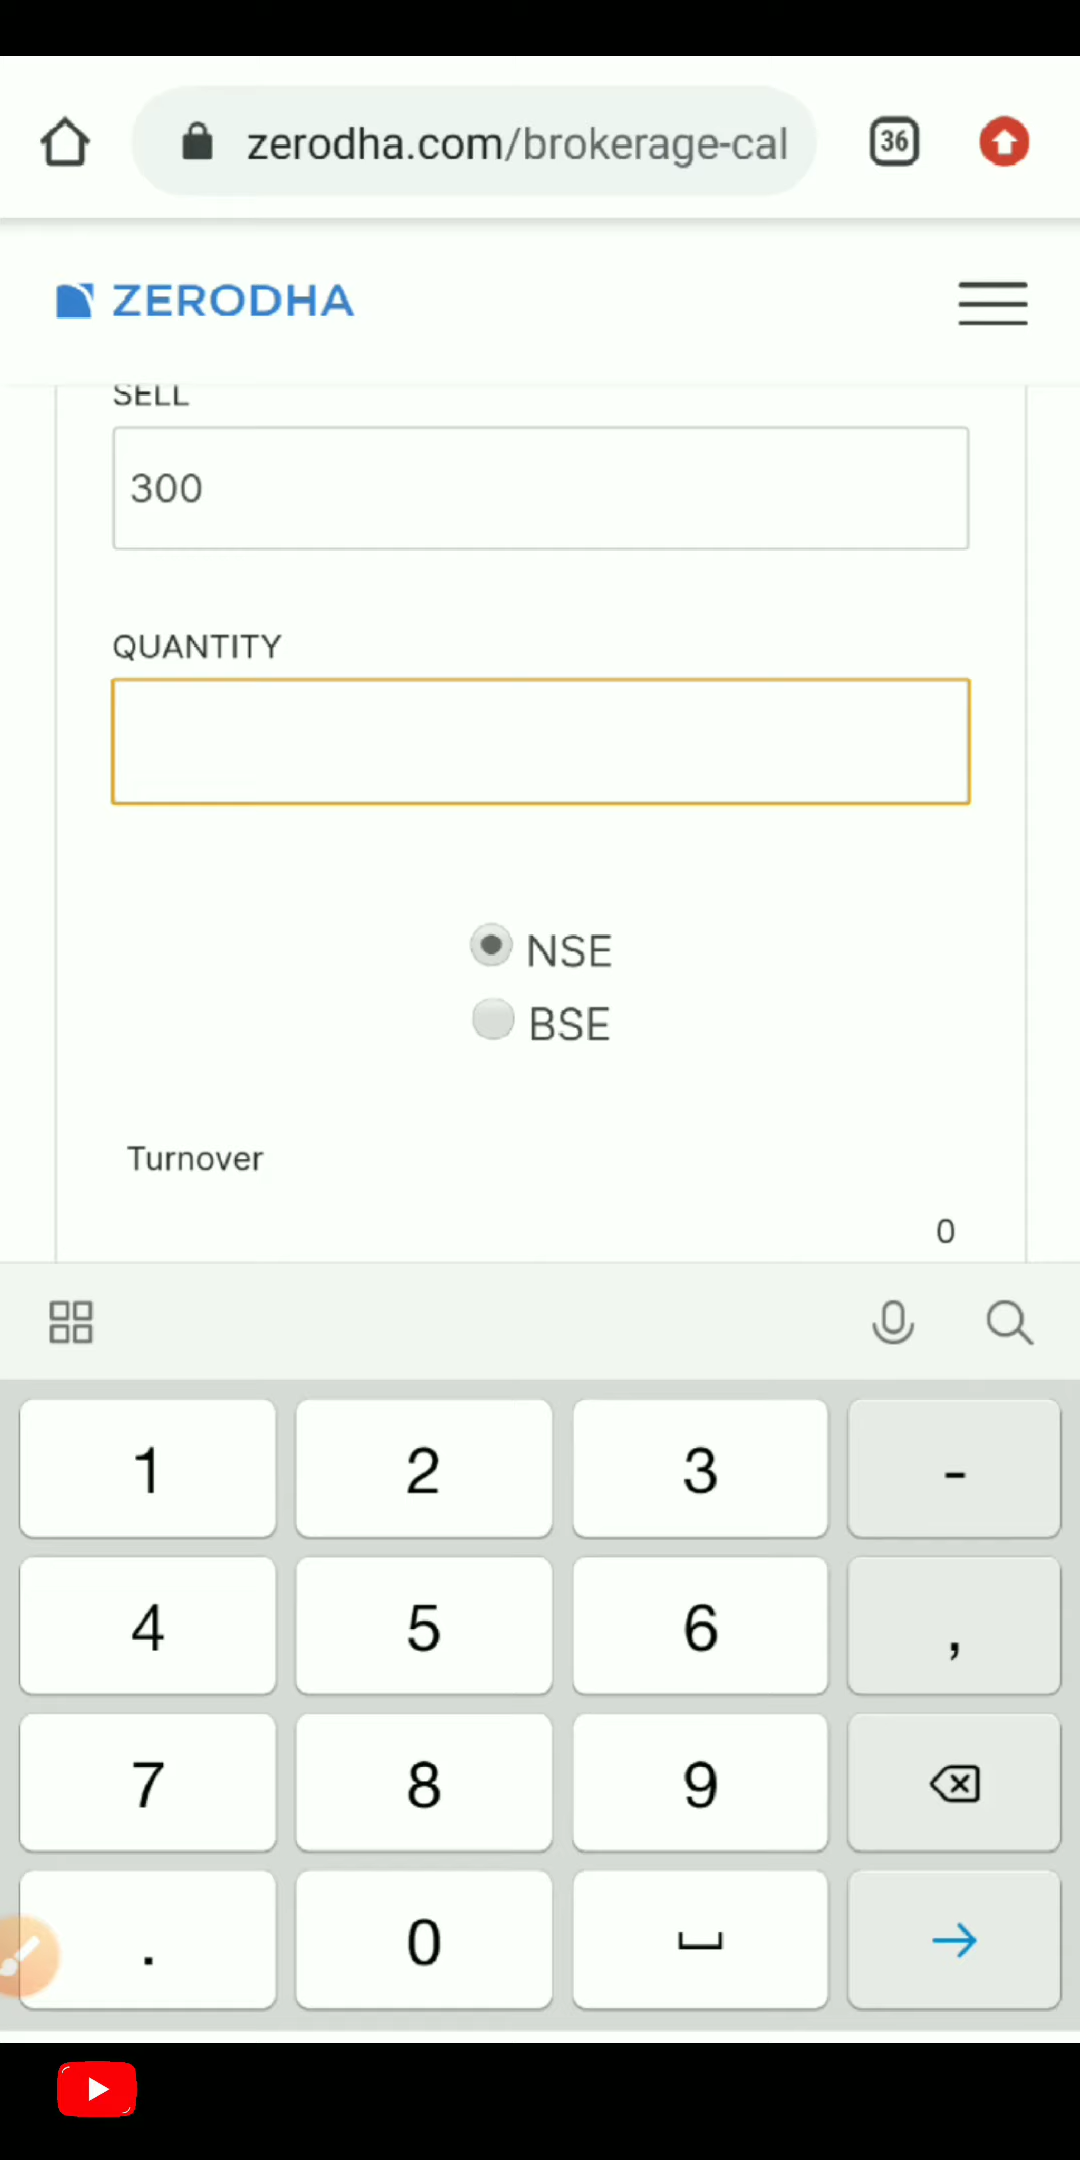 zerodha.com/brokerage-cal
36
ZERODHA
SELL
300
QUANTITY
NSE
BSE
Turnover
0
1 2 3 -
4 5 6 ,
7 8 9
. 0